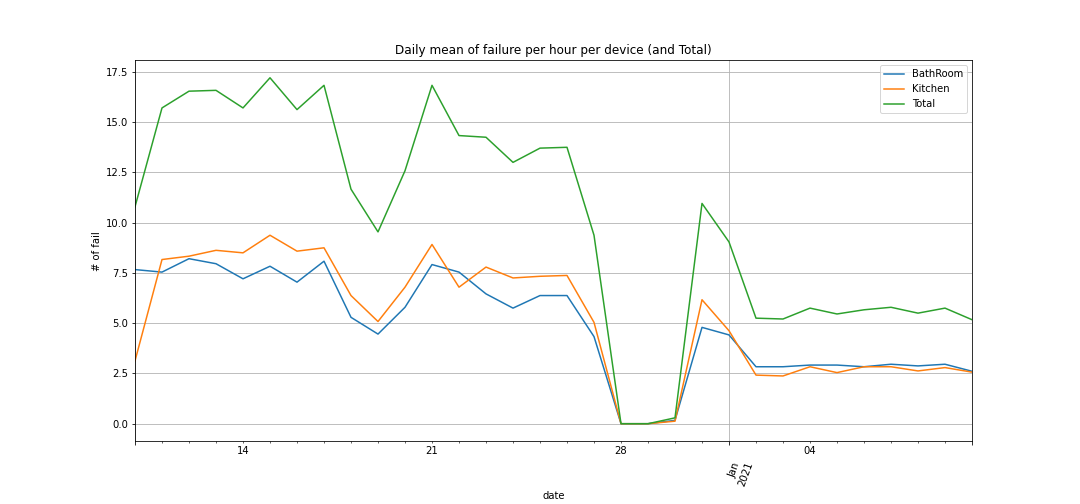 Daily mean of failure per hour per device (and Total)
17.5
15.0
12.5
10.0
7.5
5.0
2.5
0.0
# of fail
BathRoom
Kitchen
Total
14
21
28
Jan
2021
04
date